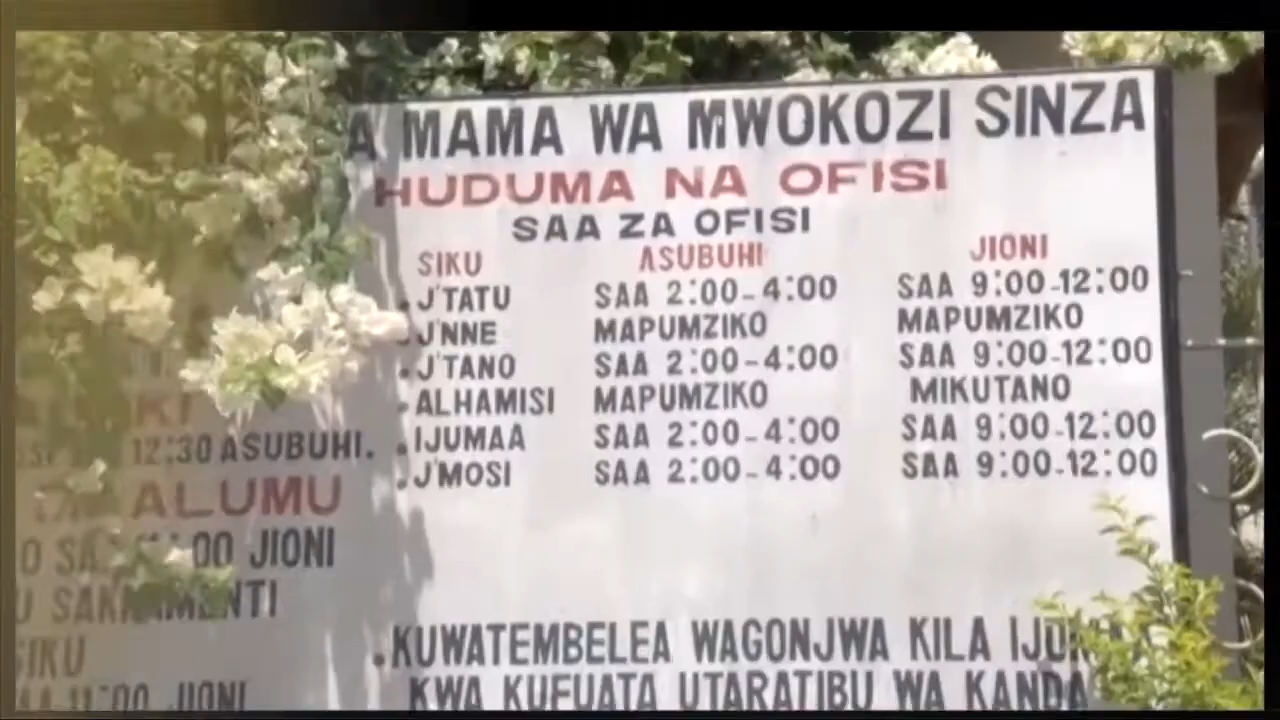 A MAMA WA MWOKOZI SINZA
HUDUMA NA OFISI
SAA ZA OFISI
SIKU ASUBUHI JIONI
. J'TATU SAA 2:00-4:00 SAA 9:00-12:00
J'NNE MAPUMZIKO MAPUMZIKO
. J'TANO SAA 2:00-4:00 SAA 9:00-12:00
. ALHAMISI MAPUMZIKO MIKUTANO
. IJUMAA SAA 2:00-4:00 SAA 9:00-12:00
. J'MOSI SAA 2:00-4:00 SAA 9:00-12:00
. KUWATEMBELEA WAGONJWA KILA
KWA KUFUATA UTARATIBU WA KANDA
KI
12:30 ASUBUHI.
ALUMU
:00 JIONI
SIKU
11:00 JIONI